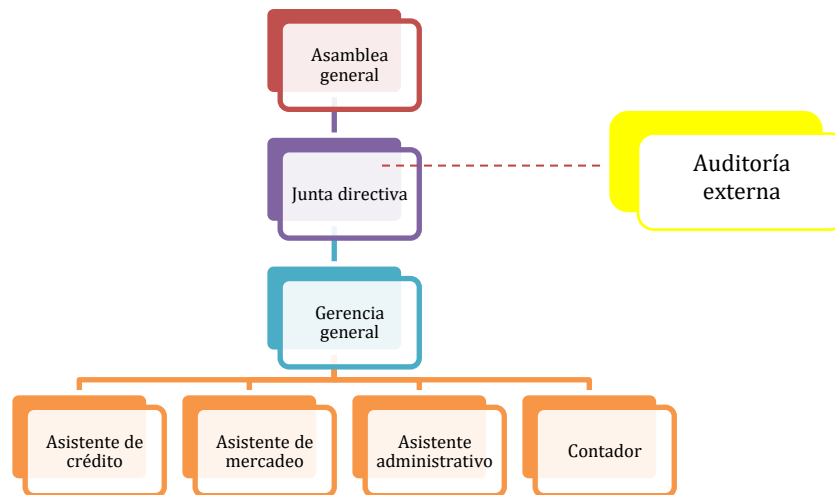 Asamblea
general
Junta directiva
Auditoría
externa
Gerencia
general
Asistente de
crédito
Asistente de
mercadeo
Asistente
administrativo
Contador